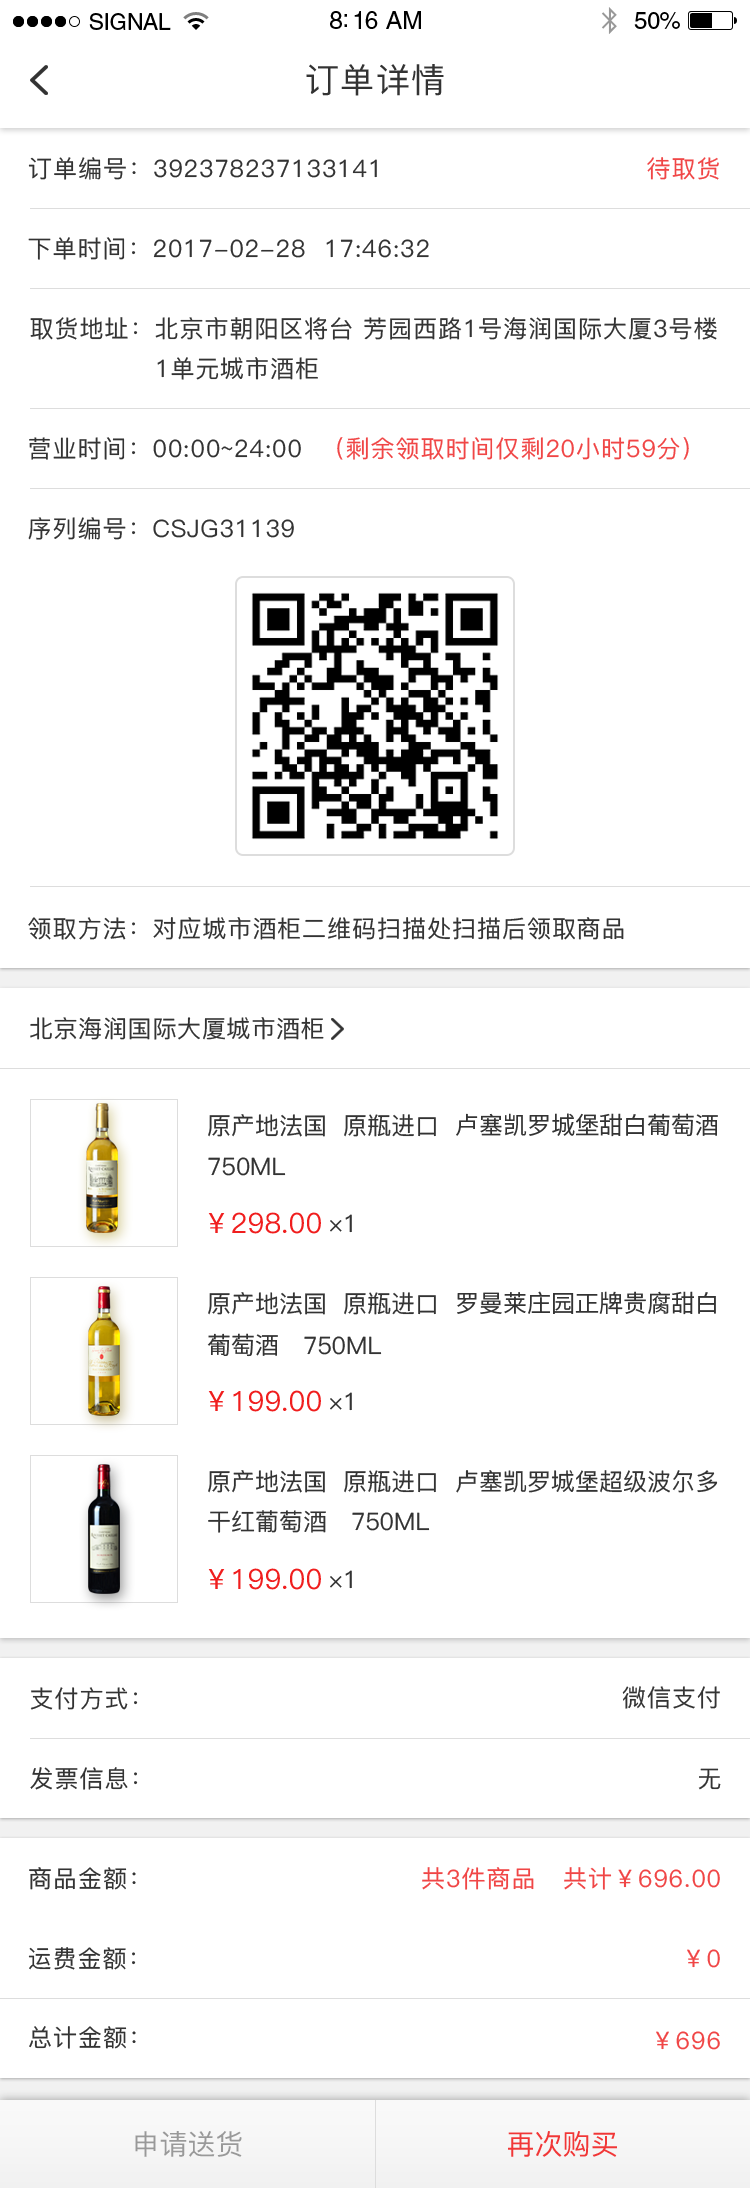 SIGNAL 8:16 AM 50%
订单详情
订单编号：392378237133141 待取货
下单时间：2017-02-28 17:46:32
取货地址：北京市朝阳区将台 芳园西路1号海润国际大厦3号楼
1单元城市酒柜
营业时间：00:00~24:00 （剩余领取时间仅剩20小时59分）
序列编号：CSJG31139
领取方法：对应城市酒柜二维码扫描处扫描后领取商品
北京海润国际大厦城市酒柜
原产地法国 原瓶进口 卢塞凯罗城堡甜白葡萄酒
750ML
¥298.00 ×1
原产地法国 原瓶进口 罗曼莱庄园正牌贵腐甜白
葡萄酒 750ML
¥199.00 ×1
原产地法国 原瓶进口 卢塞凯罗城堡超级波尔多
干红葡萄酒 750ML
¥199.00 ×1
支付方式： 微信支付
发票信息： 无
商品金额： 共3件商品 共计¥696.00
运费金额： ¥0
总计金额： ¥696
申请送货 再次购买